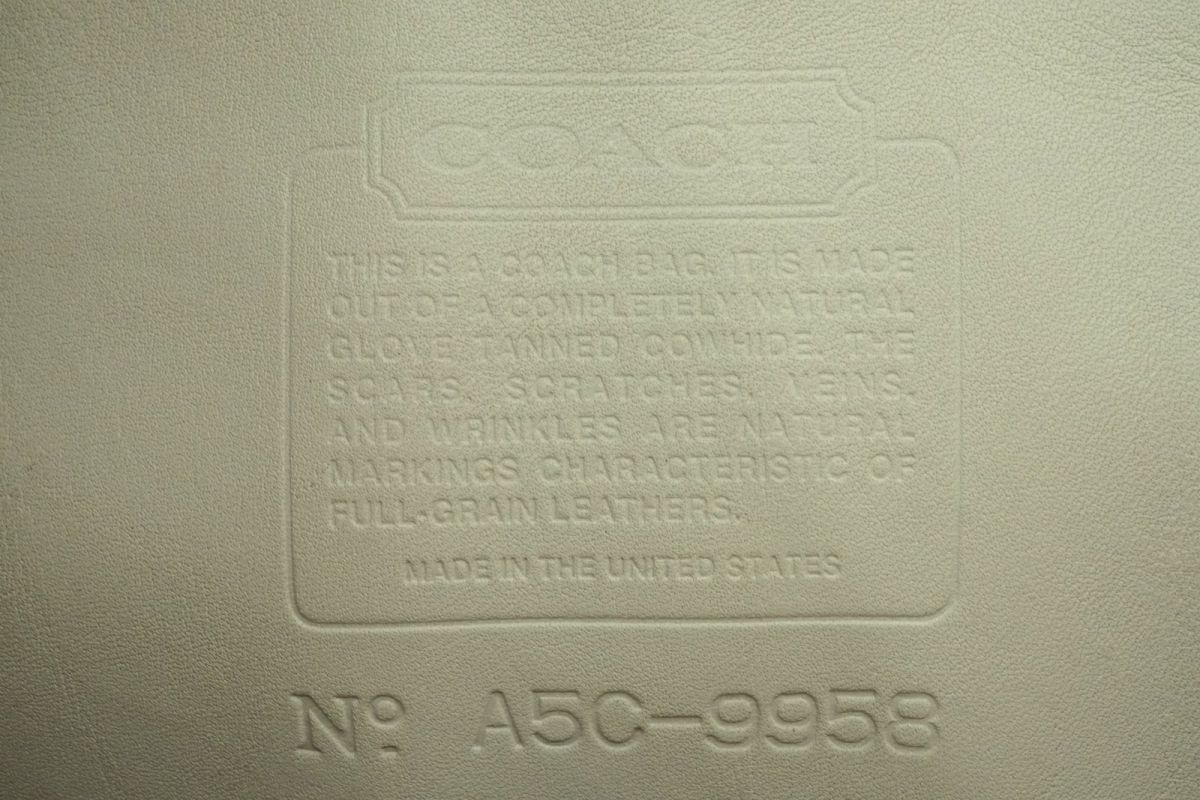 COACH
THIS IS A COACH BAG. IT IS MADE
OUT OF A COMPLETELY NATURAL
GLOVE TANNED COWHIDE. THE
SCARS, SCRATCHES, VEINS,
AND WRINKLES ARE NATURAL
MARKINGS CHARACTERISTIC OF
FULL-GRAIN LEATHERS.
MADE IN THE UNITED STATES
Nº A5C-9958